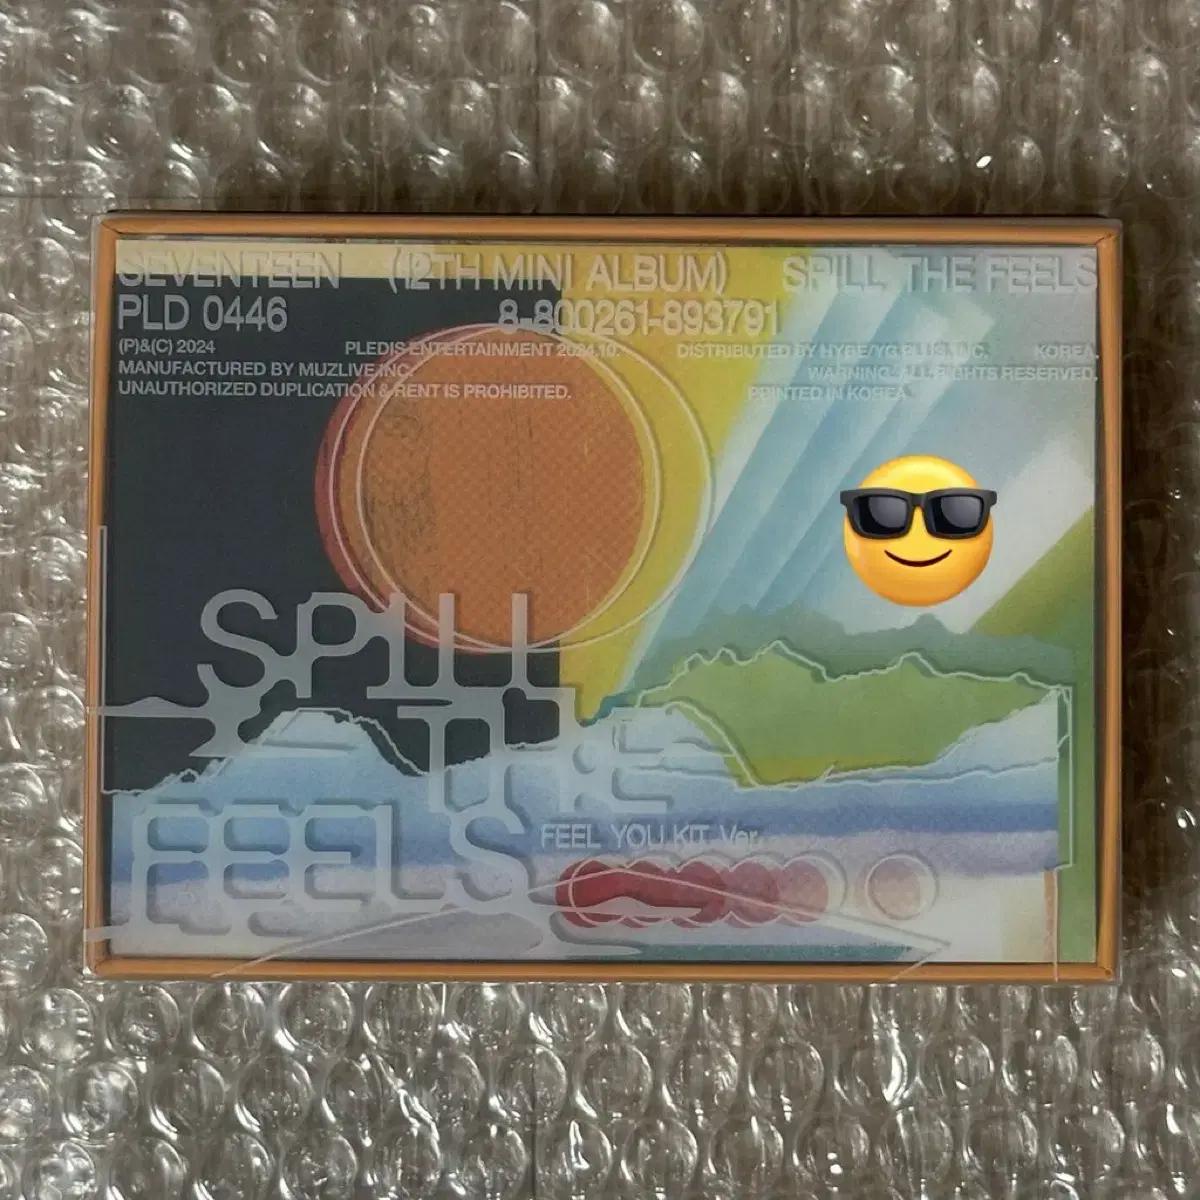 SEVENTEEN (12TH MINI ALBUM) SPILL THE FEELS
PLD 0446 8-800261-893791
(P)&(C) 2024 PLEDIS ENTERTAINMENT 2024.10. DISTRIBUTED BY HYBE/YG PLUS, INC. KOREA.
MANUFACTURED BY MUZLIVE INC. WARNING: ALL RIGHTS RESERVED.
UNAUTHORIZED DUPLICATION & RENT IS PROHIBITED. PRINTED IN KOREA
SPILL
THE
FEELS
FEEL YOU KIT Ver.